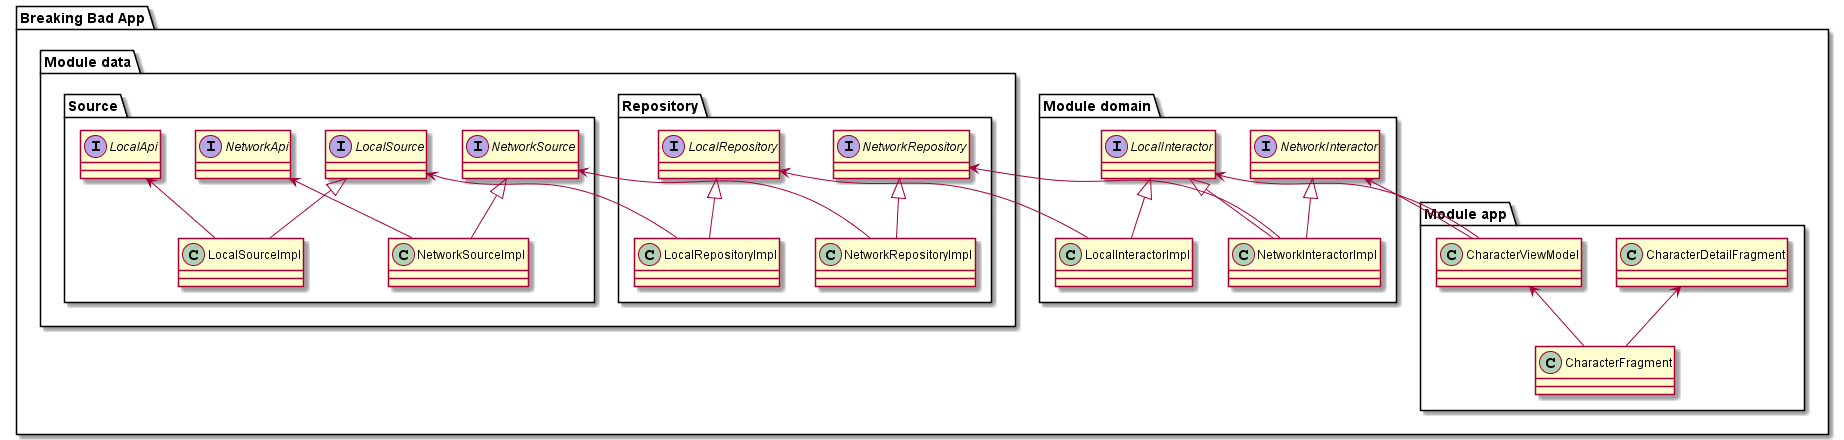 Breaking Bad App
Module data
Source
Repository
Module domain
I LocalApi
I NetworkApi
I LocalSource
I NetworkSource
I LocalRepository
I NetworkRepository
I LocalInteractor
I NetworkInteractor
Module app
C LocalSourceImpl
C NetworkSourceImpl
C LocalRepositoryImpl
C NetworkRepositoryImpl
C LocalInteractorImpl
C NetworkInteractorImpl
C CharacterViewModel
C CharacterDetailFragment
C CharacterFragment